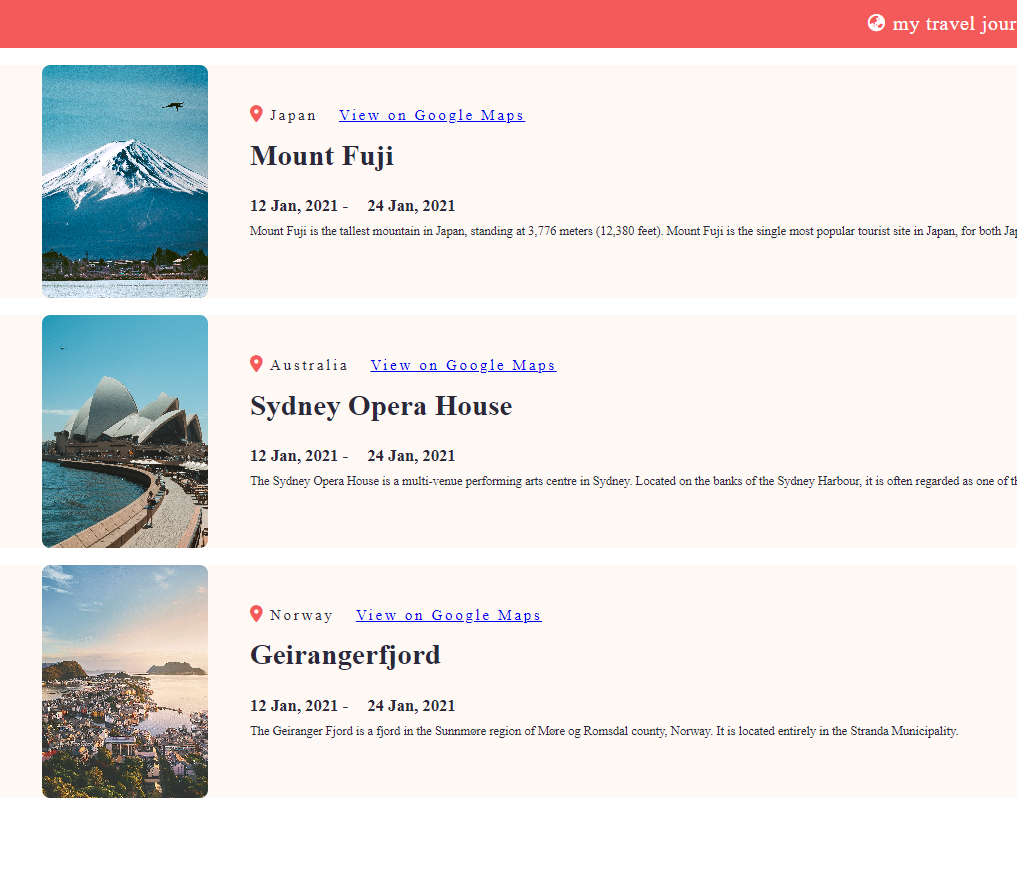 my travel jour
Japan View on Google Maps
Mount Fuji
12 Jan, 2021 - 24 Jan, 2021
Mount Fuji is the tallest mountain in Japan, standing at 3,776 meters (12,380 feet). Mount Fuji is the single most popular tourist site in Japan, for both Jap
Australia View on Google Maps
Sydney Opera House
12 Jan, 2021 - 24 Jan, 2021
The Sydney Opera House is a multi-venue performing arts centre in Sydney. Located on the banks of the Sydney Harbour, it is often regarded as one of th
Norway View on Google Maps
Geirangerfjord
12 Jan, 2021 - 24 Jan, 2021
The Geiranger Fjord is a fjord in the Sunnmøre region of Møre og Romsdal county, Norway. It is located entirely in the Stranda Municipality.